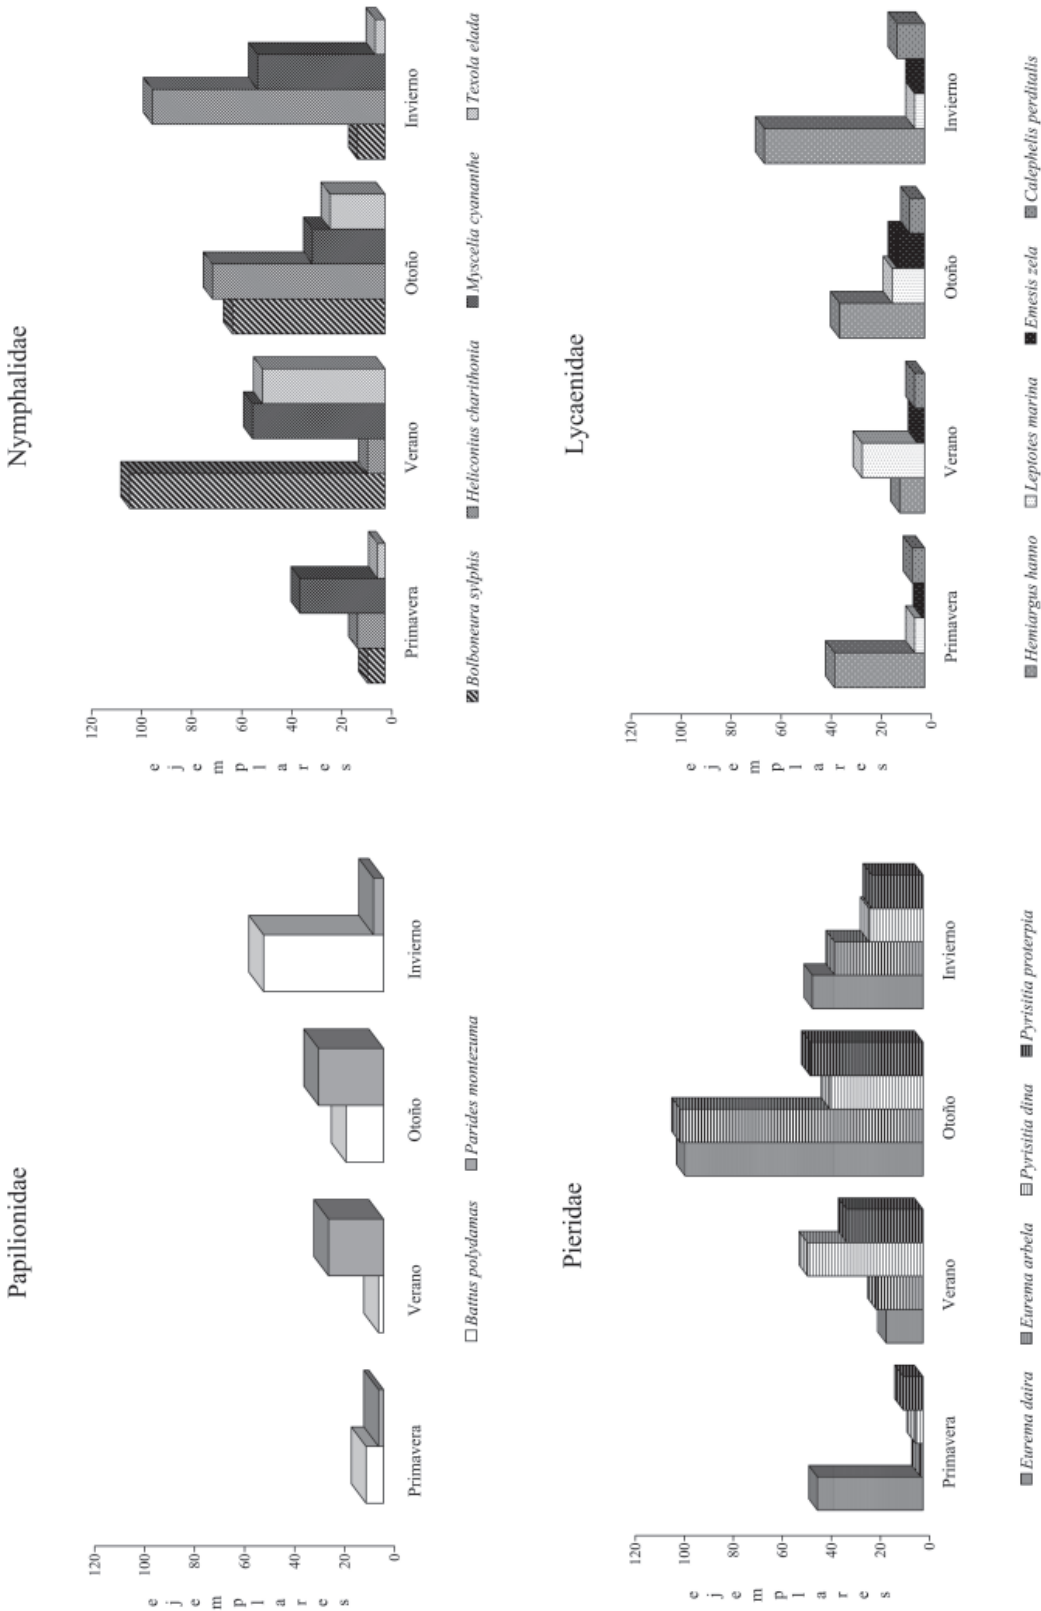 Papilionidae
120
100
80
60
40
20
0
e j e m p l a r e s
Primavera
Verano
Otoño
Invierno
Battus polydamas
Parides montezuma
Nymphalidae
120
100
80
60
40
20
0
e j e m p l a r e s
Primavera
Verano
Otoño
Invierno
Bolboneura sylphis
Heliconius charithonia
Myscelia cyananthe
Texola elada
Pieridae
120
100
80
60
40
20
0
e j e m p l a r e s
Primavera
Verano
Otoño
Invierno
Eurema daira
Eurema arbela
Pyrisitia dina
Pyrisitia proterpia
Lycaenidae
120
100
80
60
40
20
0
e j e m p l a r e s
Primavera
Verano
Otoño
Invierno
Hemiargus hanno
Leptotes marina
Emesis zela
Calephelis perditalis